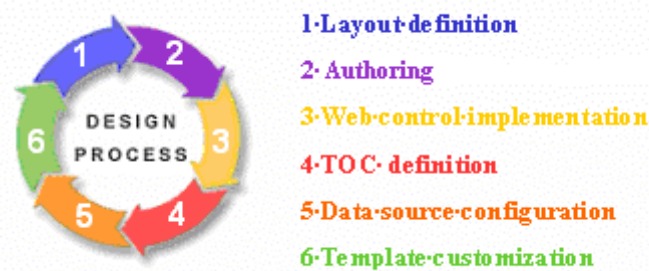 1
2
3
4
5
6
DESIGN
PROCESS
1·Layout·definition
2· Authoring
3·Web·control·implementation
4·TOC· definition
5·Data·source·configuration
6·Template·customization